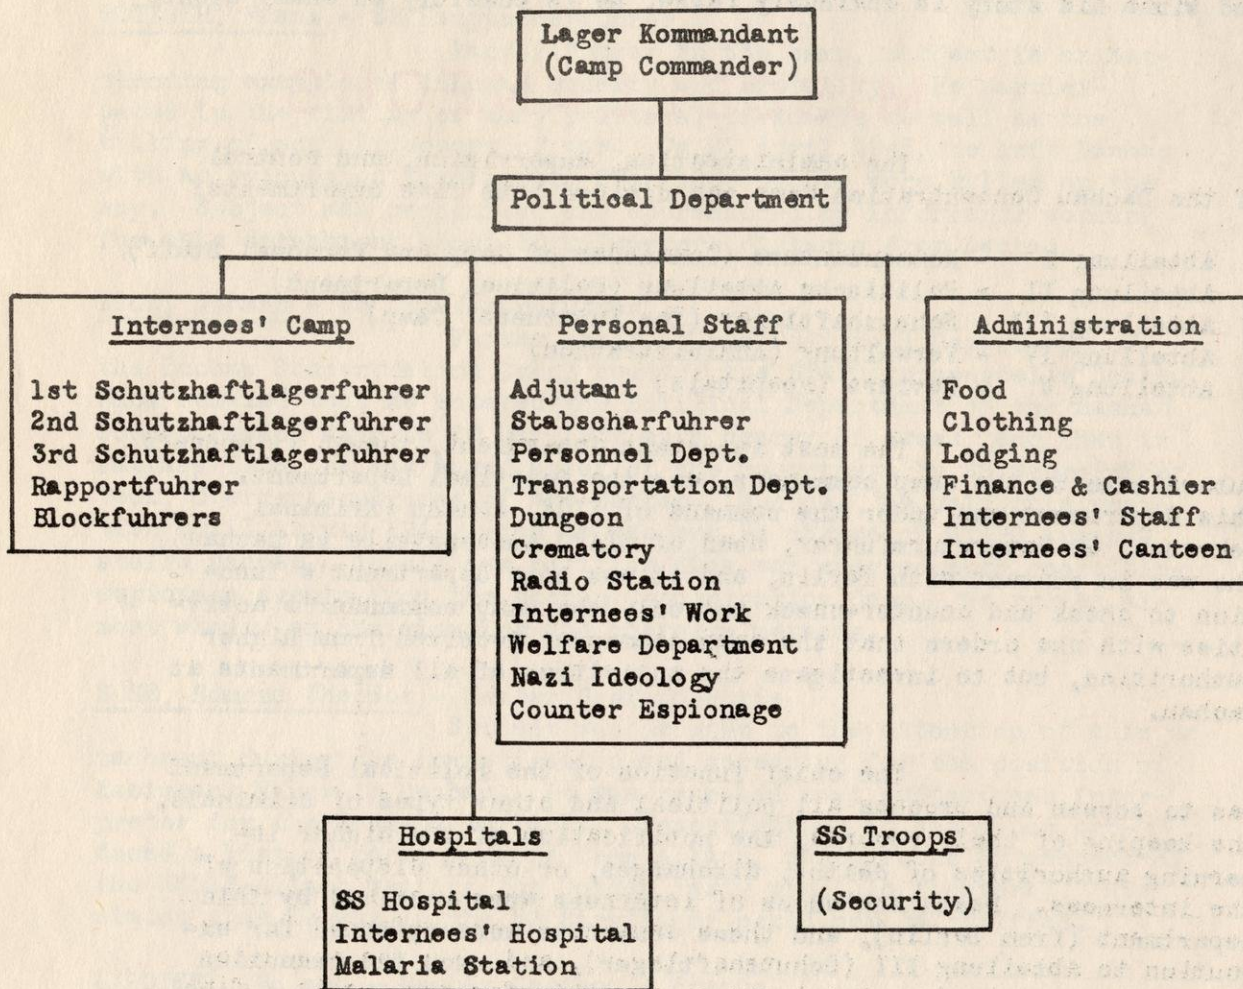 Lager Kommandant
(Camp Commander)
Political Department
Internees' Camp
1st Schutzhaftlagerfuhrer
2nd Schutzhaftlagerfuhrer
3rd Schutzhaftlagerfuhrer
Rapportfuhrer
Blockfuhrers
Personal Staff
Adjutant
Stabscharfuhrer
Personnel Dept.
Transportation Dept.
Dungeon
Crematory
Radio Station
Internees' Work
Welfare Department
Nazi Ideology
Counter Espionage
Administration
Food
Clothing
Lodging
Finance & Cashier
Internees' Staff
Internees' Canteen
Hospitals
SS Hospital
Internees' Hospital
Malaria Station
SS Troops
(Security)